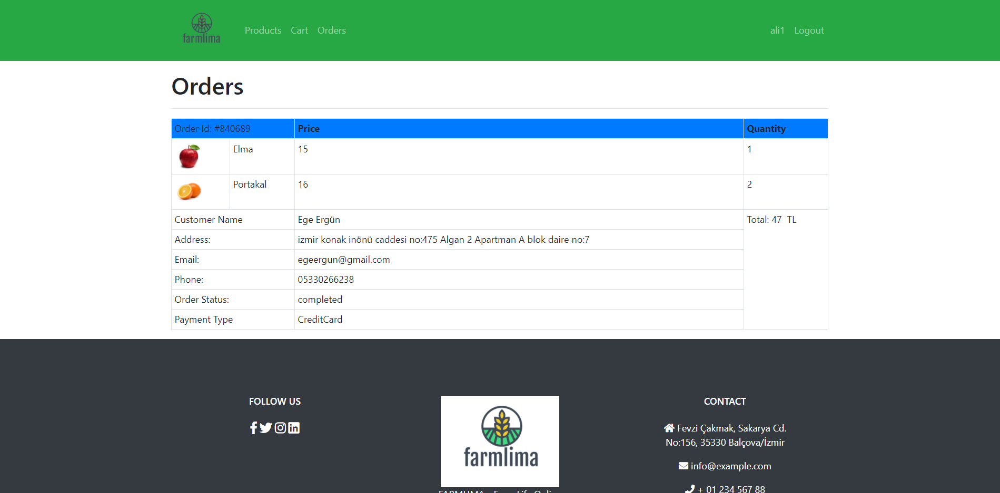 farmlima
Products Cart Orders ali1 Logout
Orders
Order Id: #840689 Price Quantity
Elma 15 1
Portakal 16 2
Customer Name Ege Ergün Total: 47 TL
Address: izmir konak inönü caddesi no:475 Algan 2 Apartman A blok daire no:7
Email: egeergun@gmail.com
Phone: 05330266238
Order Status: completed
Payment Type CreditCard
FOLLOW US
farmlima
CONTACT
Fevzi Çakmak, Sakarya Cd.
No:156, 35330 Balçova/İzmir
info@example.com
+ 01 234 567 88